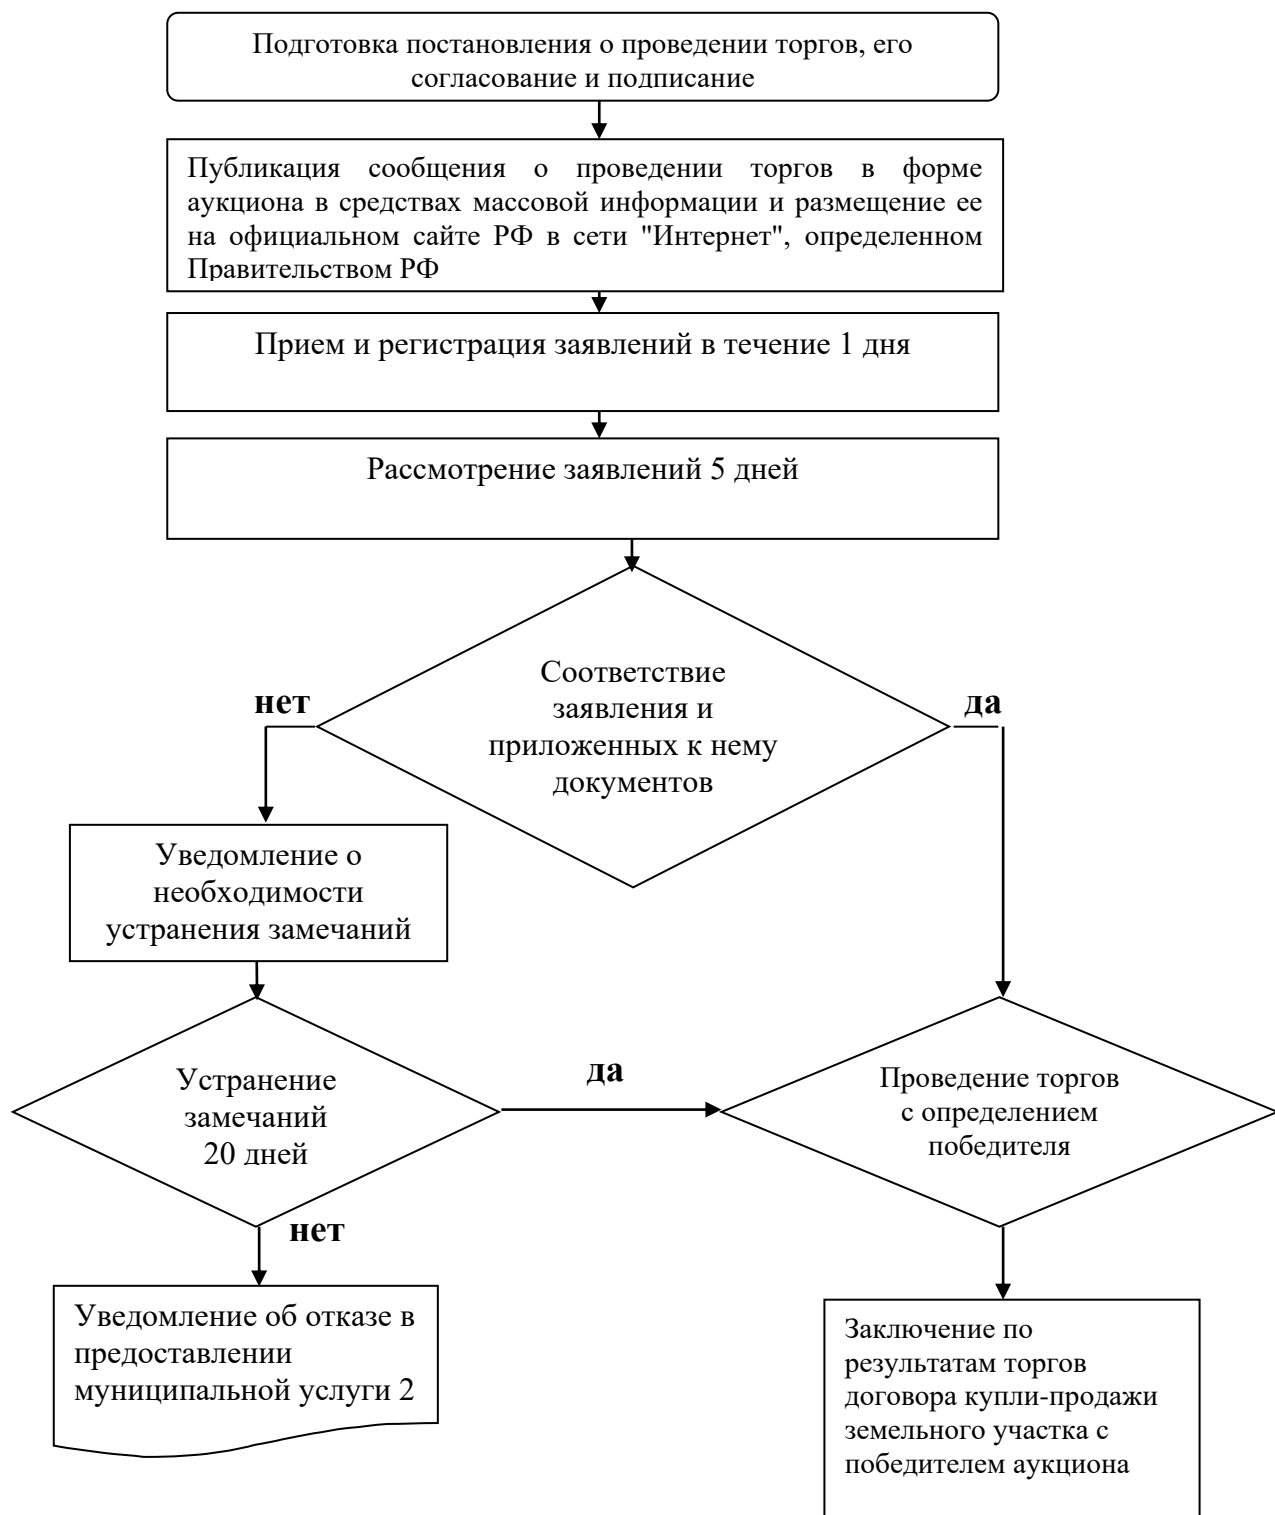 Подготовка постановления о проведении торгов, его
согласование и подписание
Публикация сообщения о проведении торгов в форме
аукциона в средствах массовой информации и размещение ее
на официальном сайте РФ в сети "Интернет", определенном
Правительством РФ
Прием и регистрация заявлений в течение 1 дня
Рассмотрение заявлений 5 дней
Соответствие
заявления и
приложенных к нему
документов
нет
да
Уведомление о
необходимости
устранения замечаний
Устранение
замечаний
20 дней
да
Проведение торгов
с определением
победителя
нет
Уведомление об отказе в
предоставлении
муниципальной услуги 2
Заключение по
результатам торгов
договора купли-продажи
земельного участка с
победителем аукциона